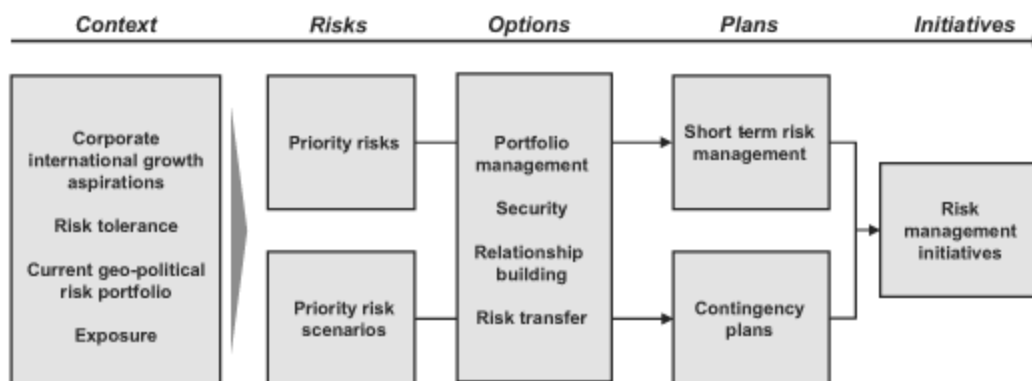 Context
Risks
Options
Plans
Initiatives
Corporate
international growth
aspirations
Risk tolerance
Current geo-political
risk portfolio
Exposure
Priority risks
Priority risk
scenarios
Portfolio
management
Security
Relationship
building
Risk transfer
Short term risk
management
Contingency
plans
Risk
management
initiatives